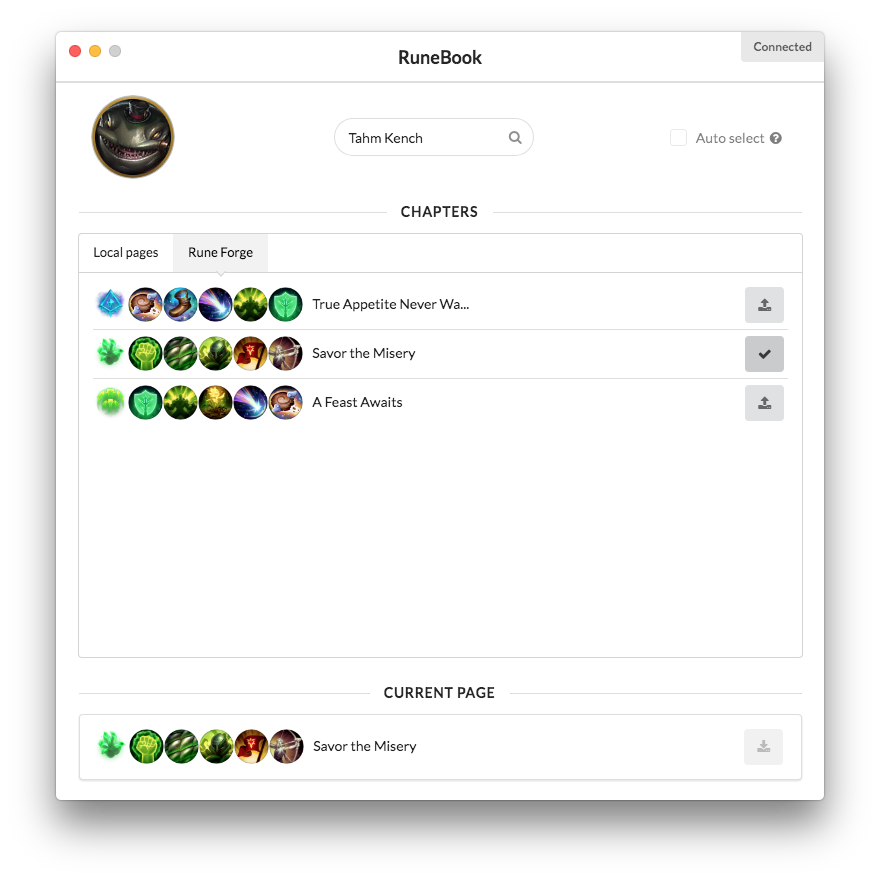 RuneBook
Connected
Tahm Kench
Auto select
CHAPTERS
Local pages
Rune Forge
True Appetite Never Wa...
Savor the Misery
A Feast Awaits
CURRENT PAGE
Savor the Misery